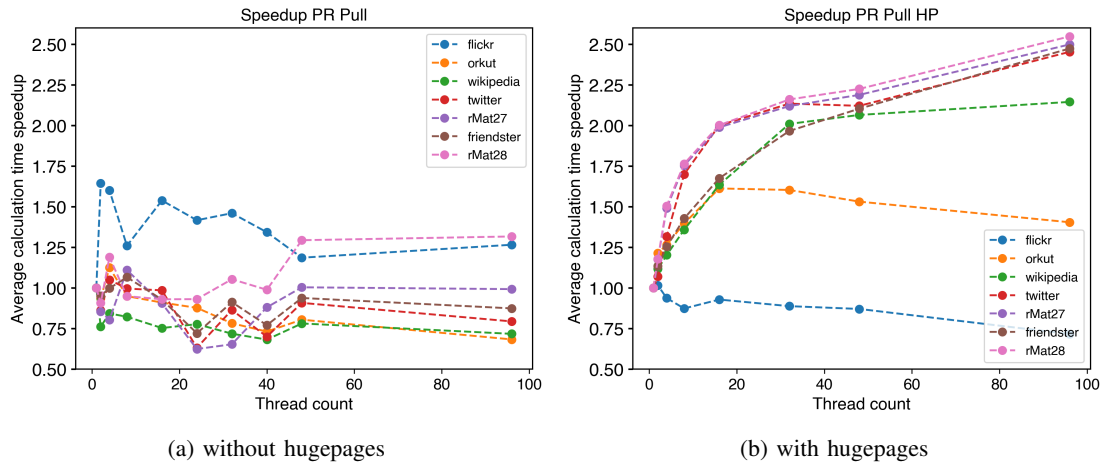 Speedup PR Pull
Average calculation time speedup
2.50
2.25
2.00
1.75
1.50
1.25
1.00
0.75
0.50
flickr
orkut
wikipedia
twitter
rMat27
friendster
rMat28
0 20 40 60 80 100
Thread count
(a) without hugepages
Speedup PR Pull HP
Average calculation time speedup
2.50
2.25
2.00
1.75
1.50
1.25
1.00
0.75
0.50
flickr
orkut
wikipedia
twitter
rMat27
friendster
rMat28
0 20 40 60 80 100
Thread count
(b) with hugepages